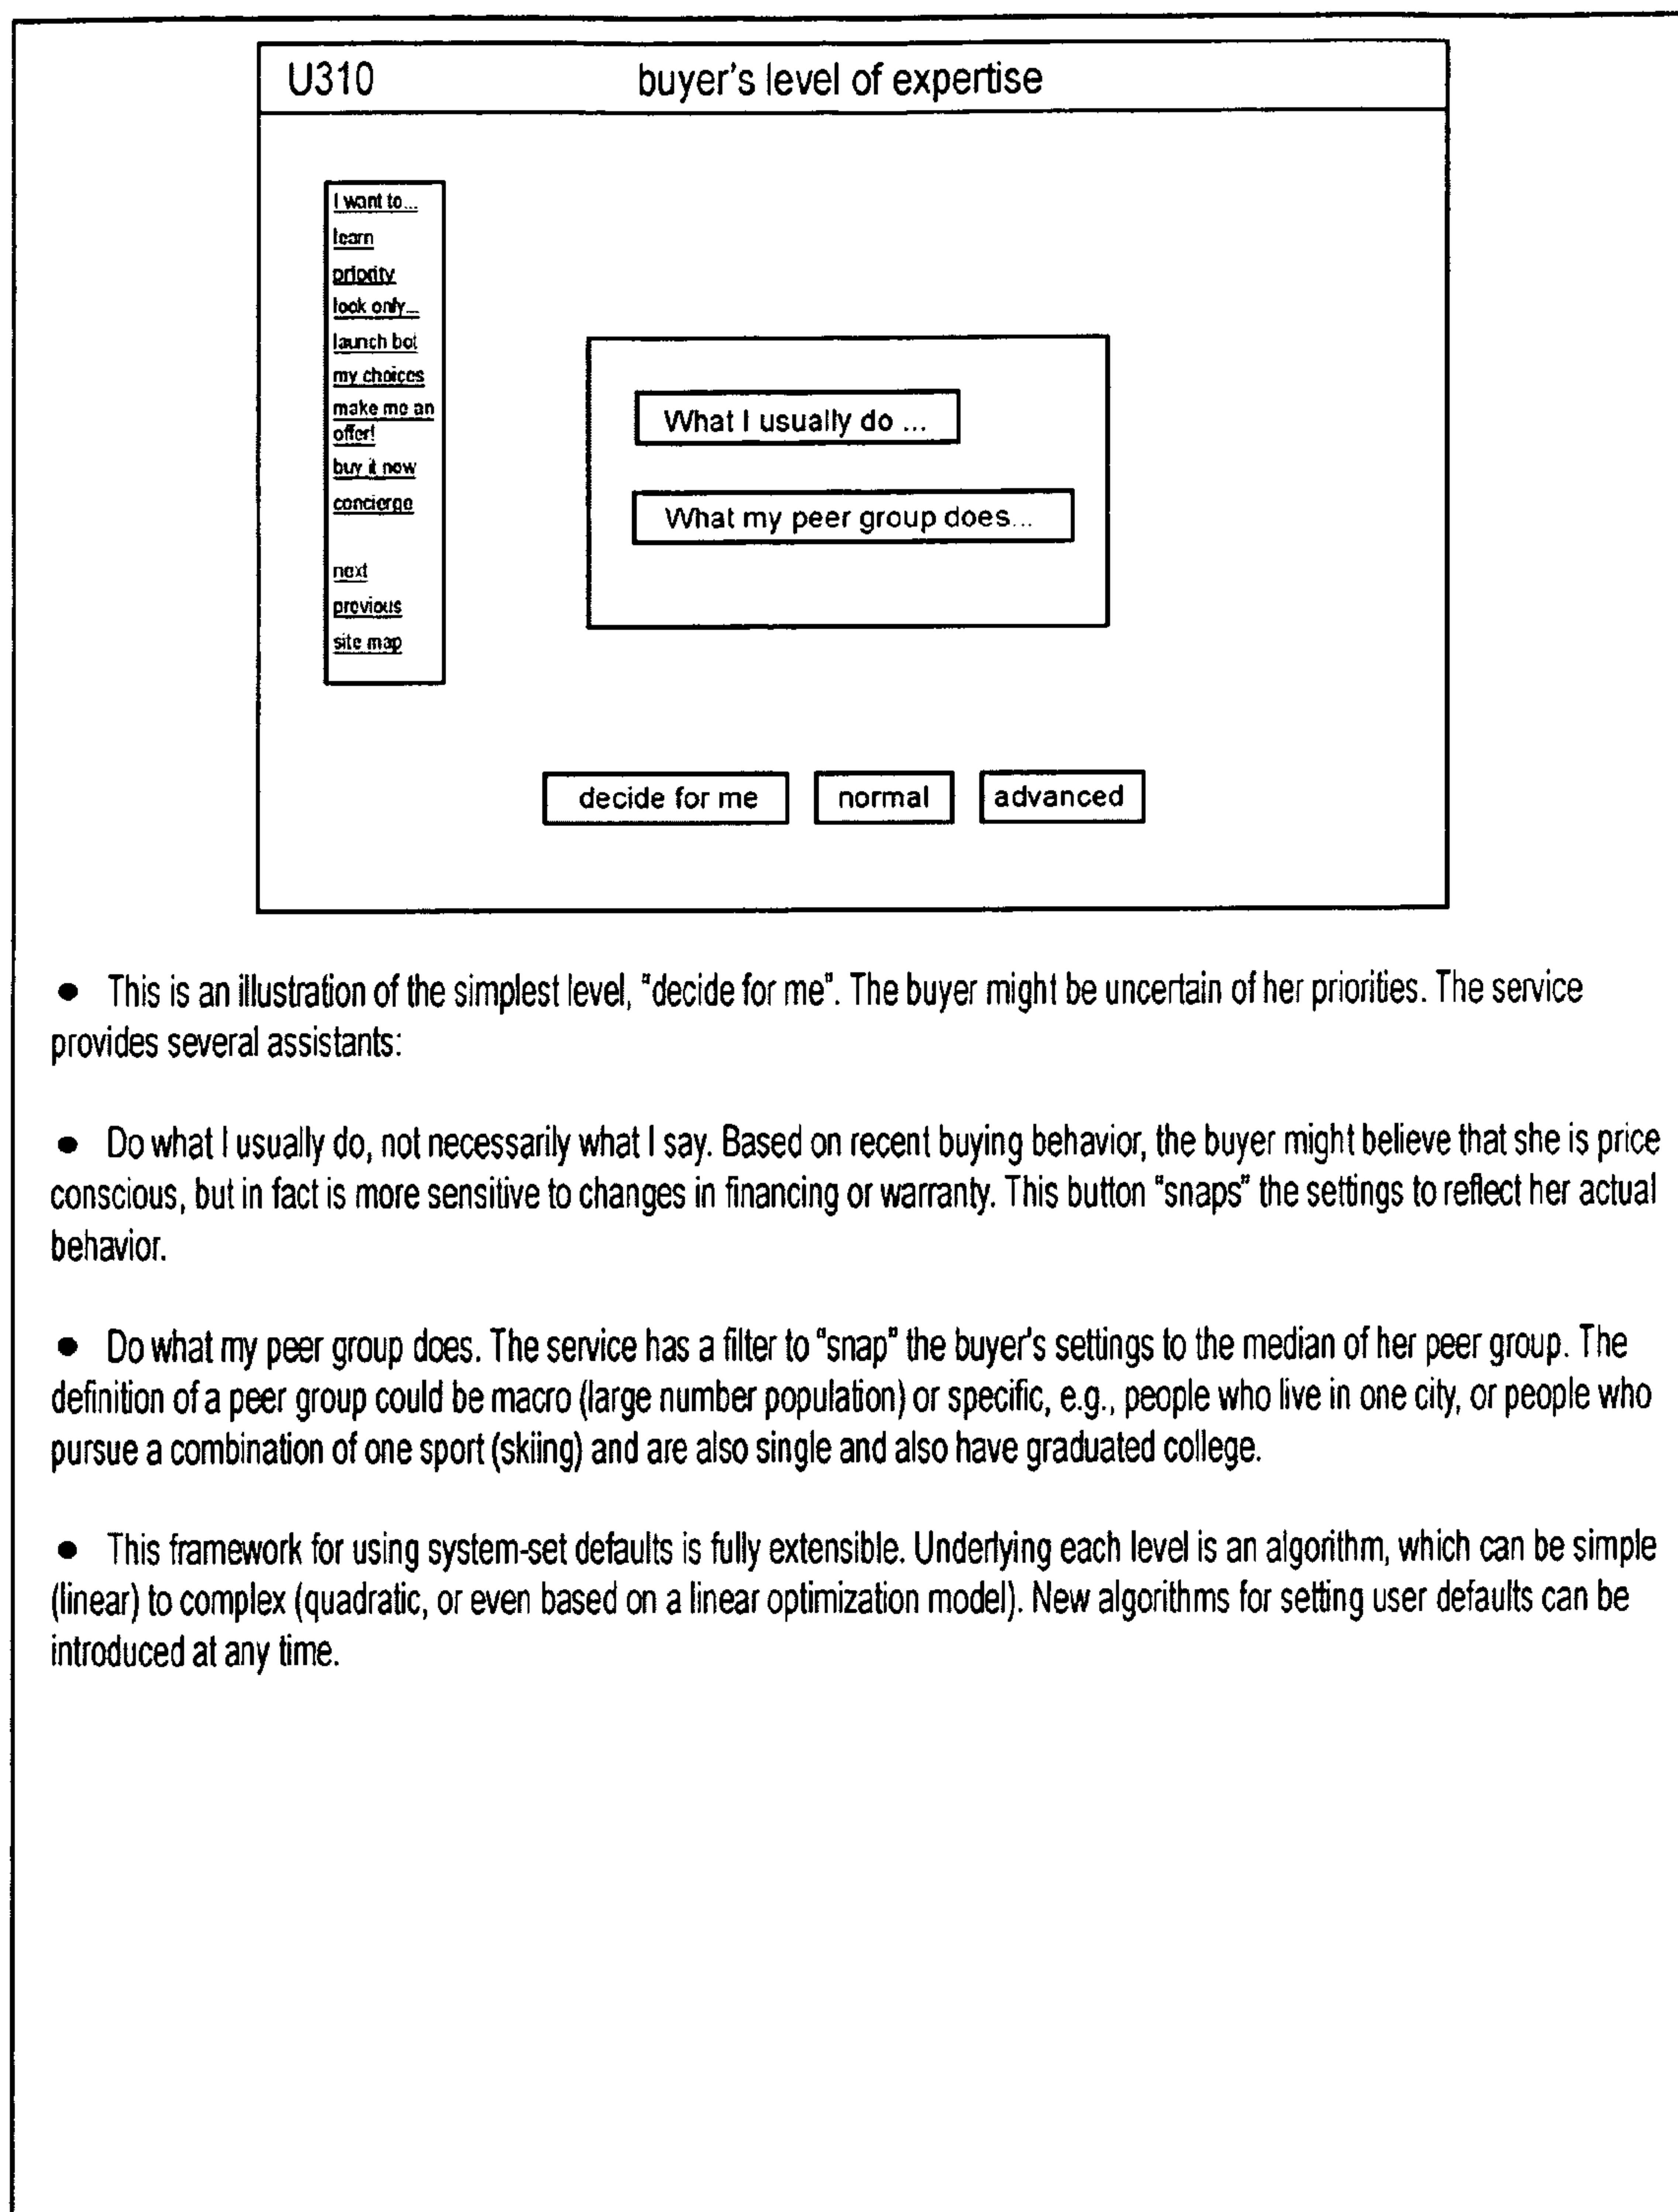 U310 buyer's level of expertise
I want to...
learn
priority
look only...
launch bot
my choices
make me an
offer!
buy it now
concierge
next
previous
site map
What I usually do ...
What my peer group does...
decide for me normal advanced
● This is an illustration of the simplest level, "decide for me". The buyer might be uncertain of her priorities. The service
provides several assistants:
● Do what I usually do, not necessarily what I say. Based on recent buying behavior, the buyer might believe that she is price
conscious, but in fact is more sensitive to changes in financing or warranty. This button "snaps" the settings to reflect her actual
behavior.
● Do what my peer group does. The service has a filter to "snap" the buyer's settings to the median of her peer group. The
definition of a peer group could be macro (large number population) or specific, e.g., people who live in one city, or people who
pursue a combination of one sport (skiing) and are also single and also have graduated college.
● This framework for using system-set defaults is fully extensible. Underlying each level is an algorithm, which can be simple
(linear) to complex (quadratic, or even based on a linear optimization model). New algorithms for setting user defaults can be
introduced at any time.